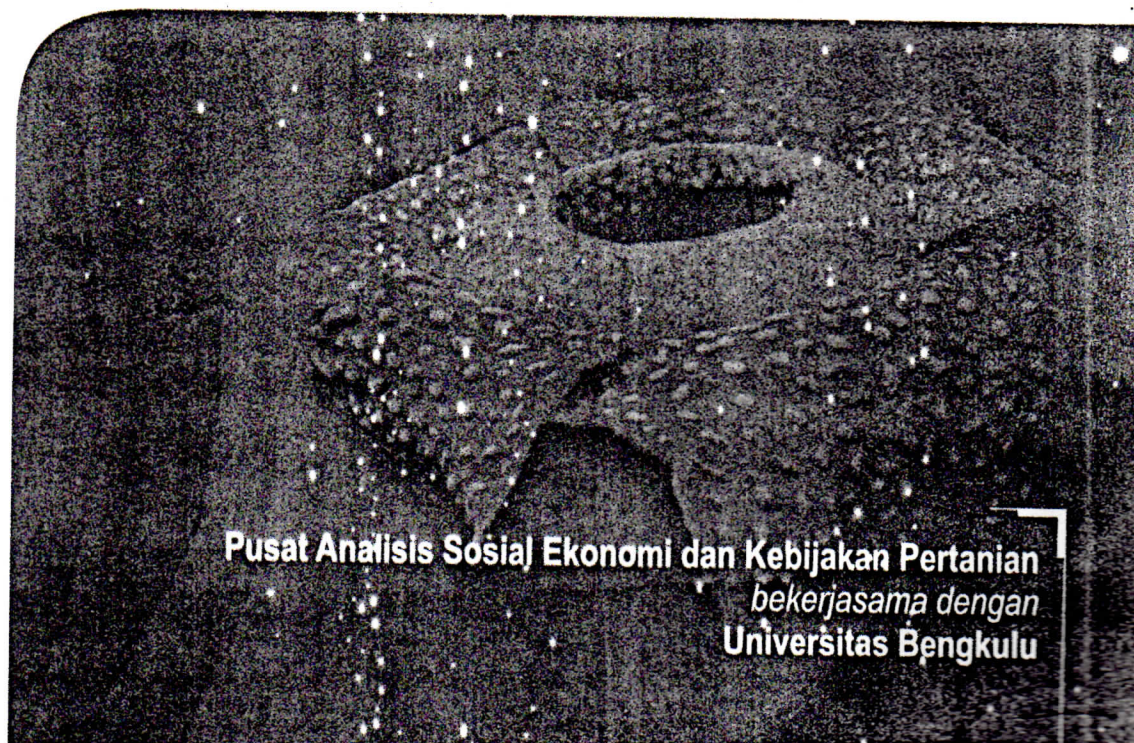 Pusat Analisis Sosial Ekonomi dan Kebijakan Pertanian
bekerjasama dengan
Universitas Bengkulu